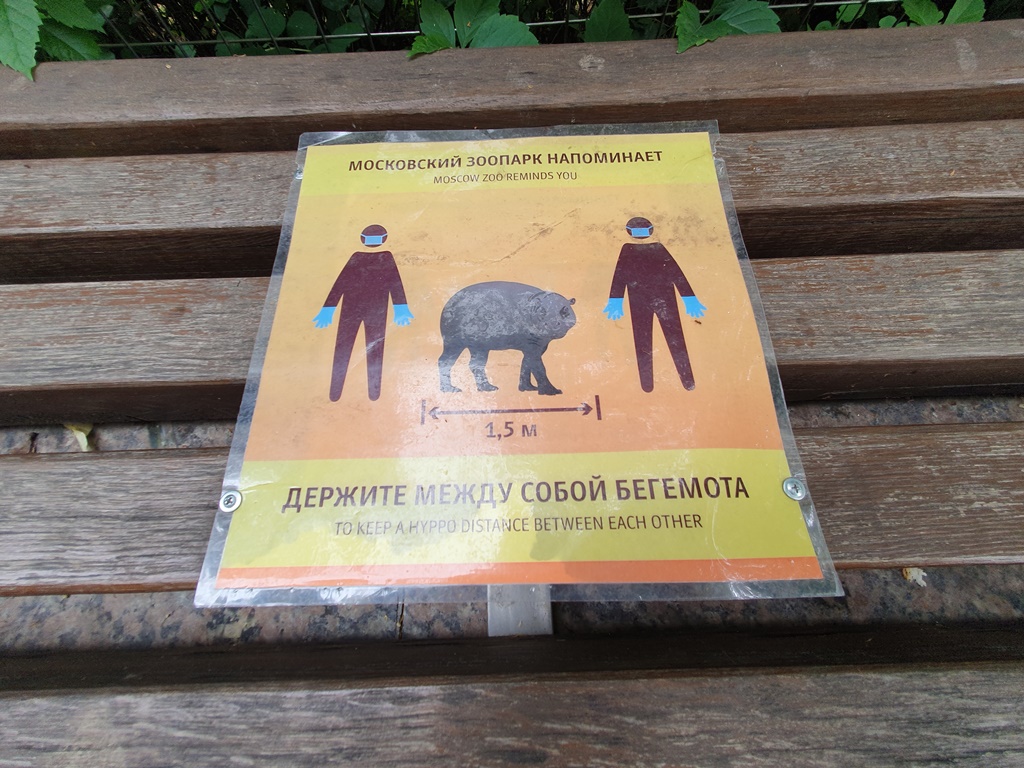 МОСКОВСКИЙ ЗООПАРК НАПОМИНАЕТ
MOSCOW ZOO REMINDS YOU
1,5 м
ДЕРЖИТЕ МЕЖДУ СОБОЙ БЕГЕМОТА
TO KEEP A HYPPO DISTANCE BETWEEN EACH OTHER